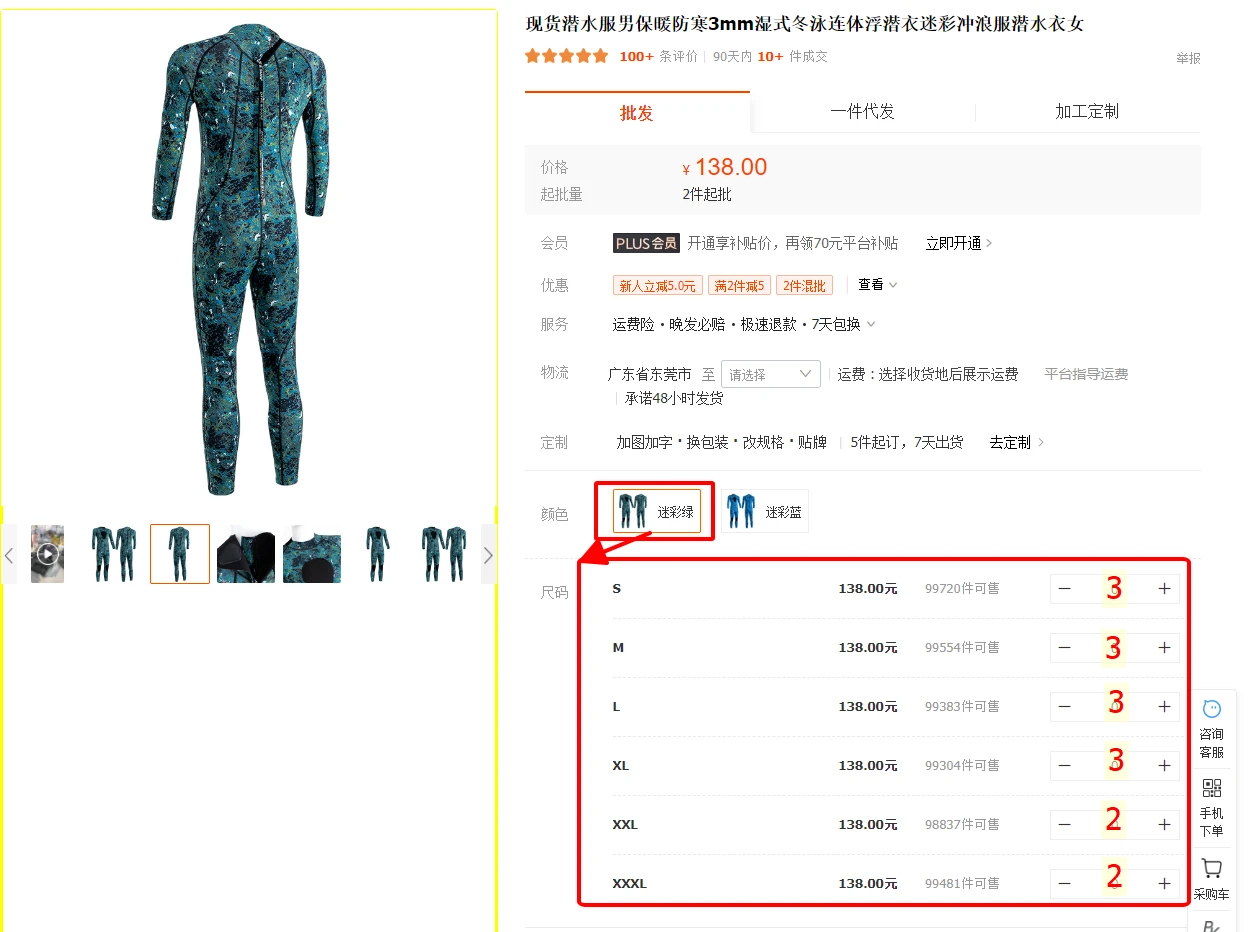 现货潜水服男保暖防寒3mm湿式冬泳连体浮潜衣迷彩冲浪服潜水衣女
100+ 条评价 90天内 10+ 件成交
举报
批发 一件代发 加工定制
价格 ¥ 138.00
起批量 2件起批
会员 PLUS会员 开通享补贴价，再领70元平台补贴 立即开通
优惠 新人立减5.0元 满2件减5 2件混批 查看
服务 运费险·晚发必赔·极速退款·7天包换
物流 广东省东莞市 至 请选择 运费：选择收货地后展示运费 平台指导运费
承诺48小时发货
定制 加图加字·换包装·改规格·贴牌 5件起订，7天出货 去定制
颜色 迷彩绿 迷彩蓝
尺码
S 138.00元 99720件可售 − 3 +
M 138.00元 99554件可售 − 3 +
L 138.00元 99383件可售 − 3 +
XL 138.00元 99304件可售 − 3 +
XXL 138.00元 98837件可售 − 2 +
XXXL 138.00元 99481件可售 − 2 +
咨询
客服
手机
下单
采购车